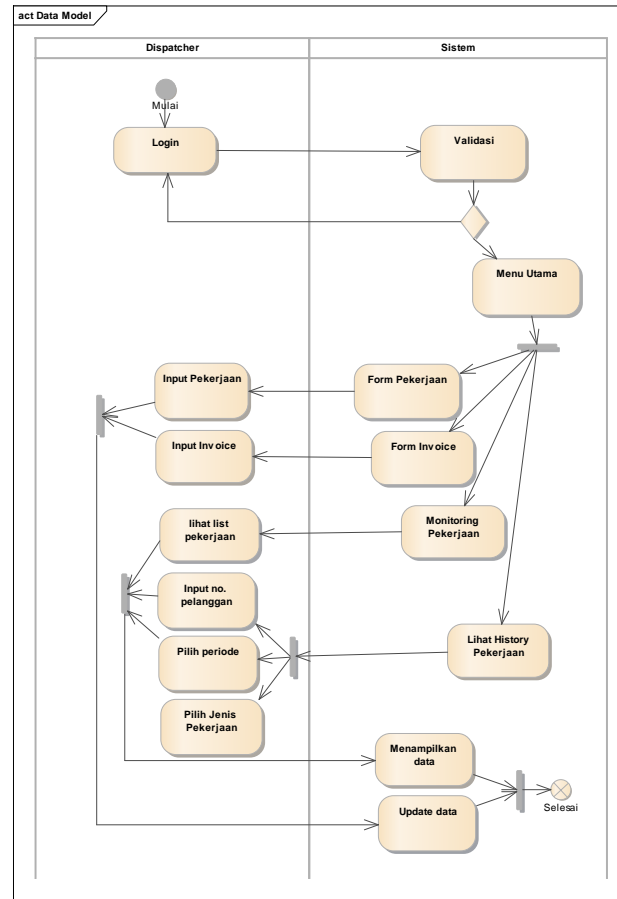 act Data Model
Dispatcher
Sistem
Mulai
Login
Validasi
Menu Utama
Input Pekerjaan
Form Pekerjaan
Input Invoice
Form Invoice
lihat list
pekerjaan
Monitoring
Pekerjaan
Input no.
pelanggan
Pilih periode
Lihat History
Pekerjaan
Pilih Jenis
Pekerjaan
Menampilkan
data
Update data
Selesai